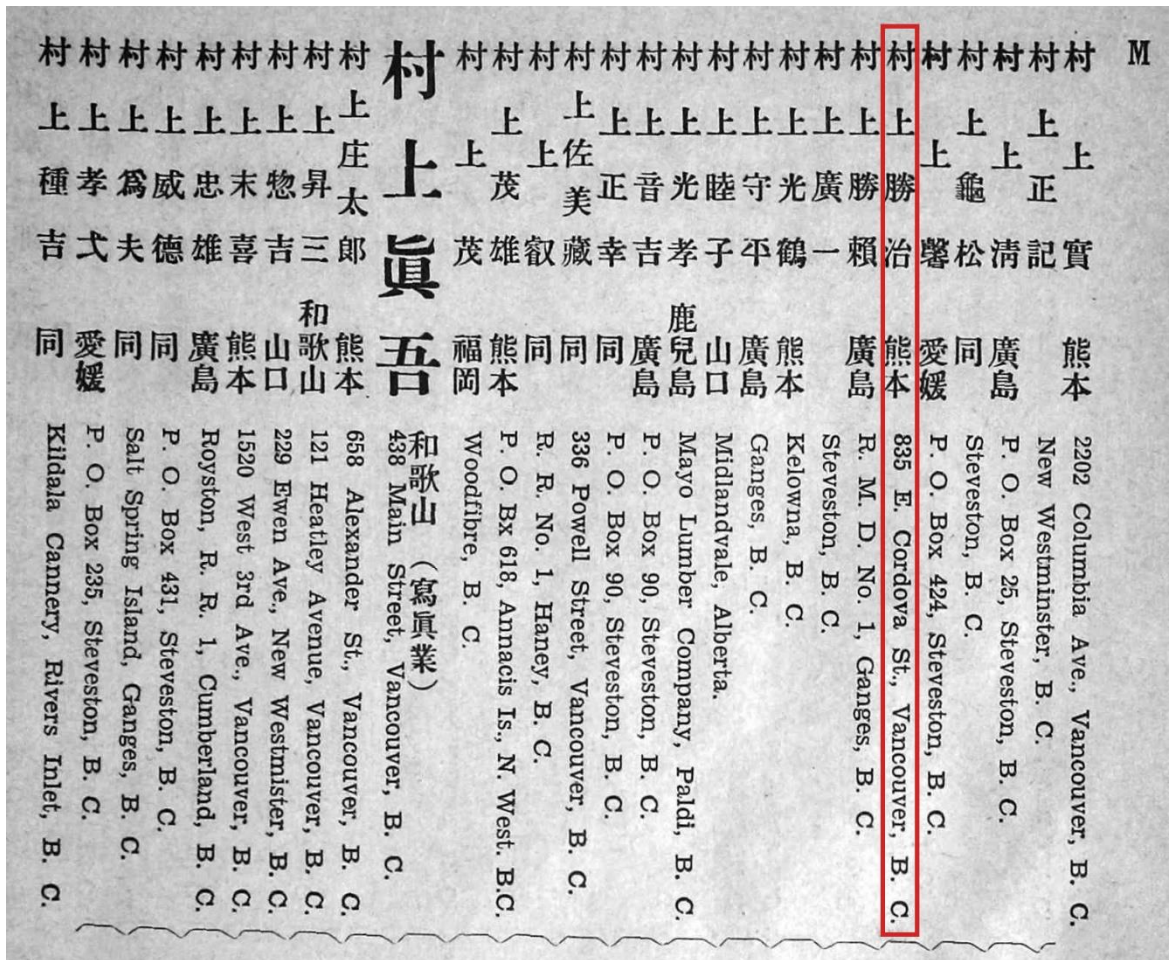 M
村上實 熊本 2202 Columbia Ave., Vancouver, B. C.
村上正記 New Westminster, B. C.
村上淸 廣島 P. O. Box 25, Steveston, B. C.
村上龜松 同 Steveston, B. C.
村上馨 愛媛 P. O. Box 424, Steveston, B. C.
村上勝治 熊本 835 E. Cordova St., Vancouver, B. C.
村上勝賴 廣島 R. M. D. No. 1, Ganges, B. C.
村上廣一 Steveston, B. C.
村上光鶴 熊本 Kelowna, B. C.
村上守平 廣島 Ganges, B. C.
村上睦子 山口 Midlandvale, Alberta.
村上光孝 鹿兒島 Mayo Lumber Company, Paldi, B. C.
村上音吉 廣島 P. O. Box 90, Steveston, B. C.
村上正幸 同 P. O. Box 90, Steveston, B. C.
村上佐美藏 同 336 Powell Street, Vancouver, B. C.
村上叡 同 R. R. No. 1, Haney, B. C.
村上茂雄 熊本 P. O. Bx 618, Annacis Is., N. West. B.C.
村上茂 福岡 Woodfibre, B. C.
村上眞吾 和歌山（寫眞業）
438 Main Street, Vancouver, B. C.
村上庄太郞 熊本 658 Alexander St., Vancouver, B. C.
村上昇三 和歌山 121 Heatley Avenue, Vancouver, B. C.
村上惣吉 山口 229 Ewen Ave., New Westmister, B. C.
村上末喜 熊本 1520 West 3rd Ave., Vancouver, B. C.
村上忠雄 廣島 Royston, R. R. 1, Cumberland, B. C.
村上威德 同 P. O. Box 431, Steveston, B. C.
村上爲夫 同 Salt Spring Island, Ganges, B. C.
村上孝弌 愛媛 P. O. Box 235, Steveston, B. C.
村上種吉 同 Kildala Cannery, Rivers Inlet, B. C.